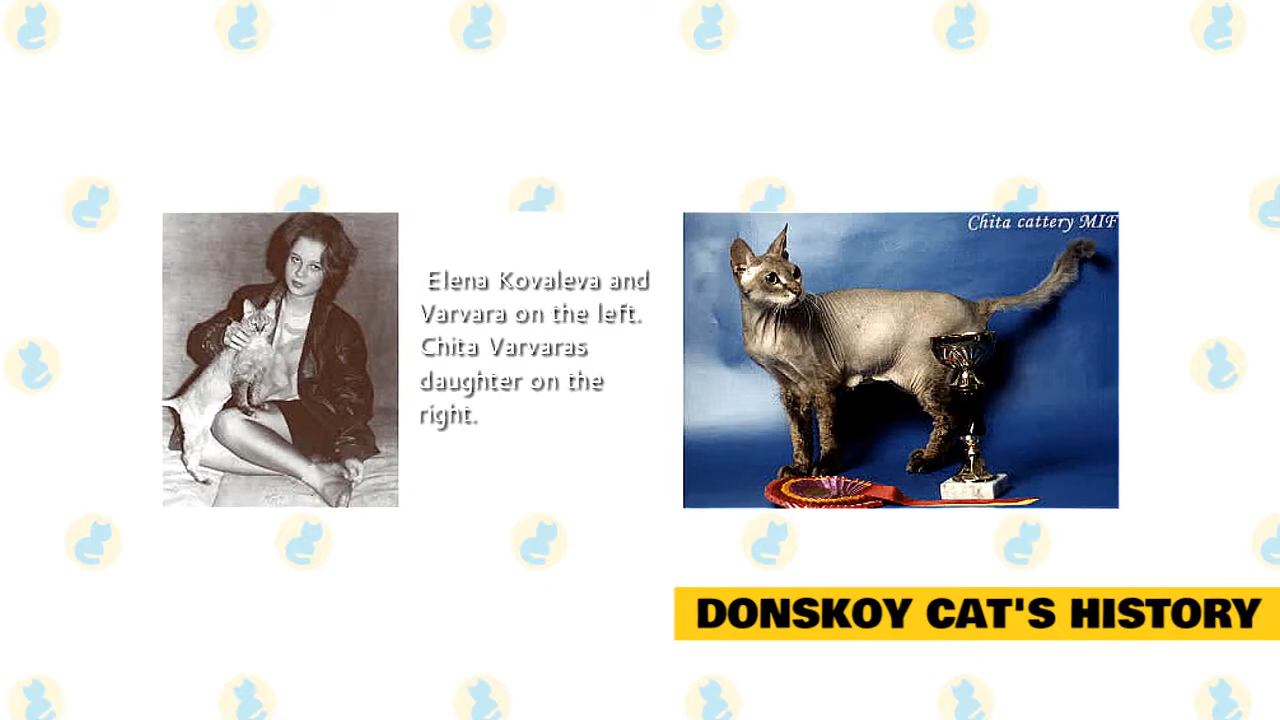 Elena Kovaleva and
Varvara on the left.
Chita Varvaras
daughter on the
right.
Chita cattery MIF
DONSKOY CAT'S HISTORY